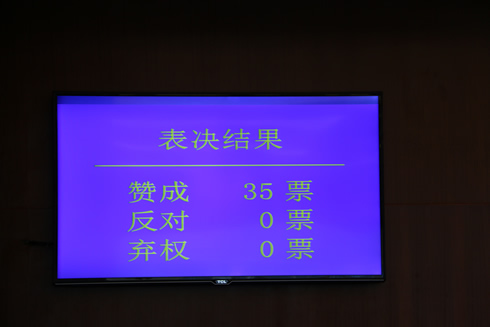 表决结果
赞成 35 票
反对 0 票
弃权 0 票
TCL